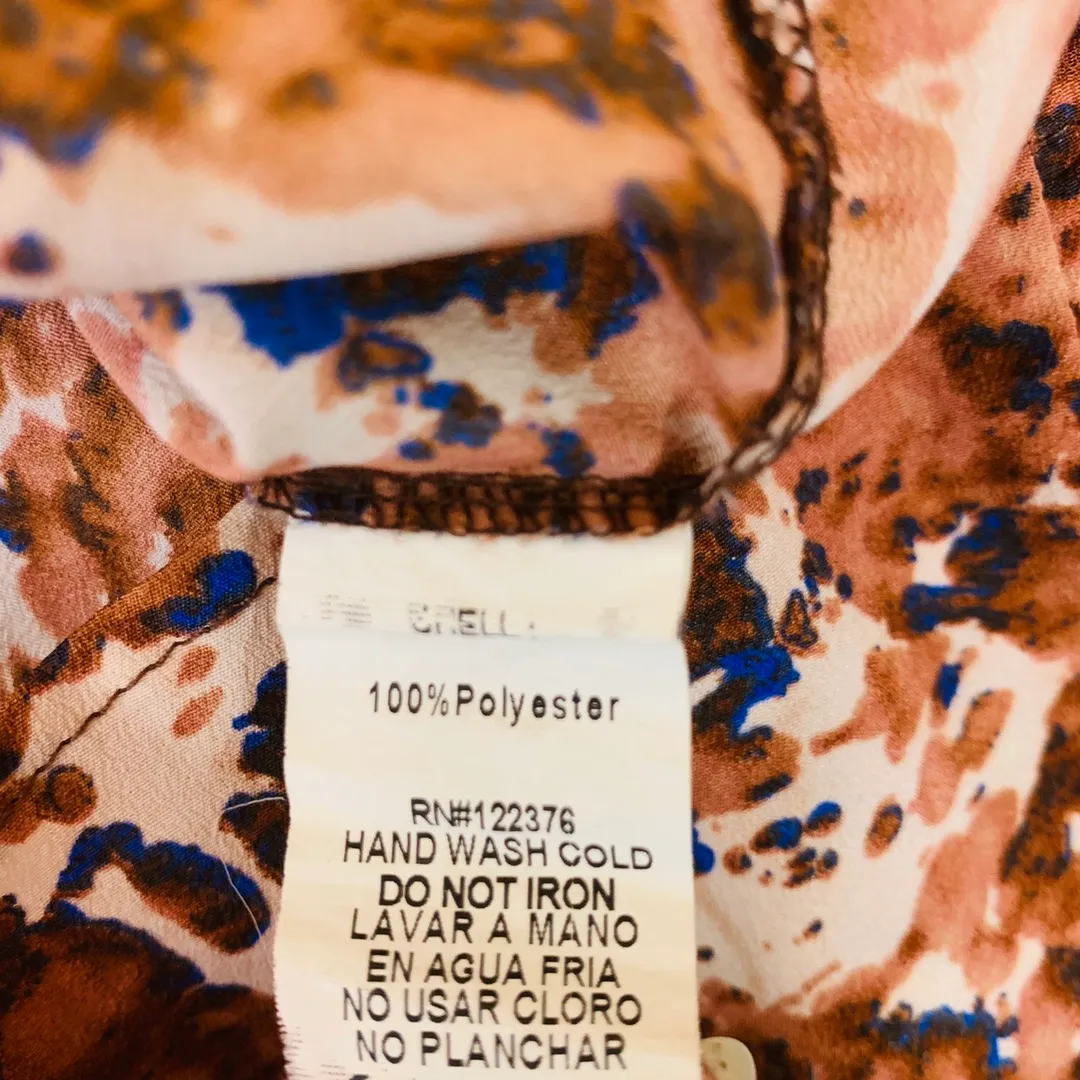 SHELL:
100%Polyester
RN#122376
HAND WASH COLD
DO NOT IRON
LAVAR A MANO
EN AGUA FRIA
NO USAR CLORO
NO PLANCHAR